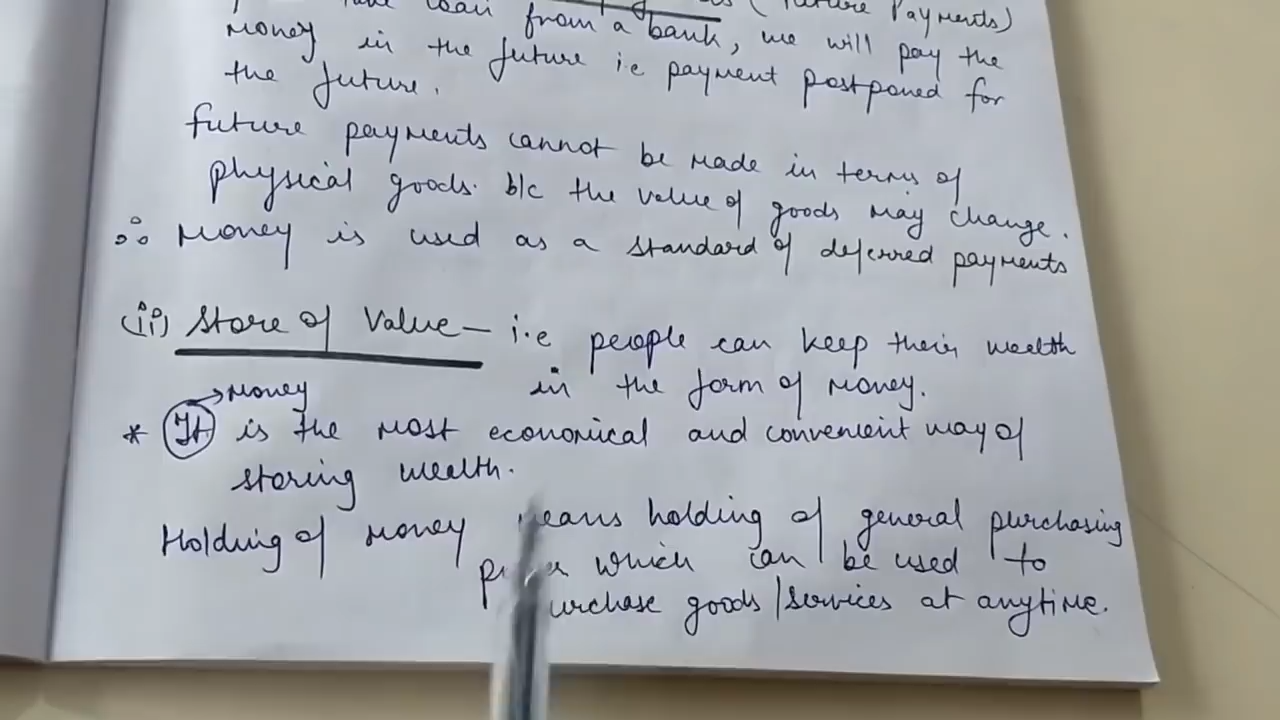 loan from a bank, we will pay the (Future Payments)
money in the future i.e payment postponed for
the future.
future payments cannot be made in terms of
physical goods. b/c the value of goods may change.
∴ Money is used as a standard of deferred payments
(ii) Store of Value — i.e people can keep their wealth
in the form of money.
→ Money
* It is the most economical and convenient way of
storing wealth.
Holding of money means holding of general purchasing
which can be used to
purchase goods/services at anytime.